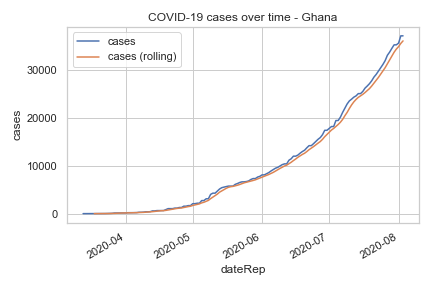 COVID-19 cases over time - Ghana
cases
cases (rolling)
cases
30000
20000
10000
0
2020-04
2020-05
2020-06
2020-07
2020-08
dateRep